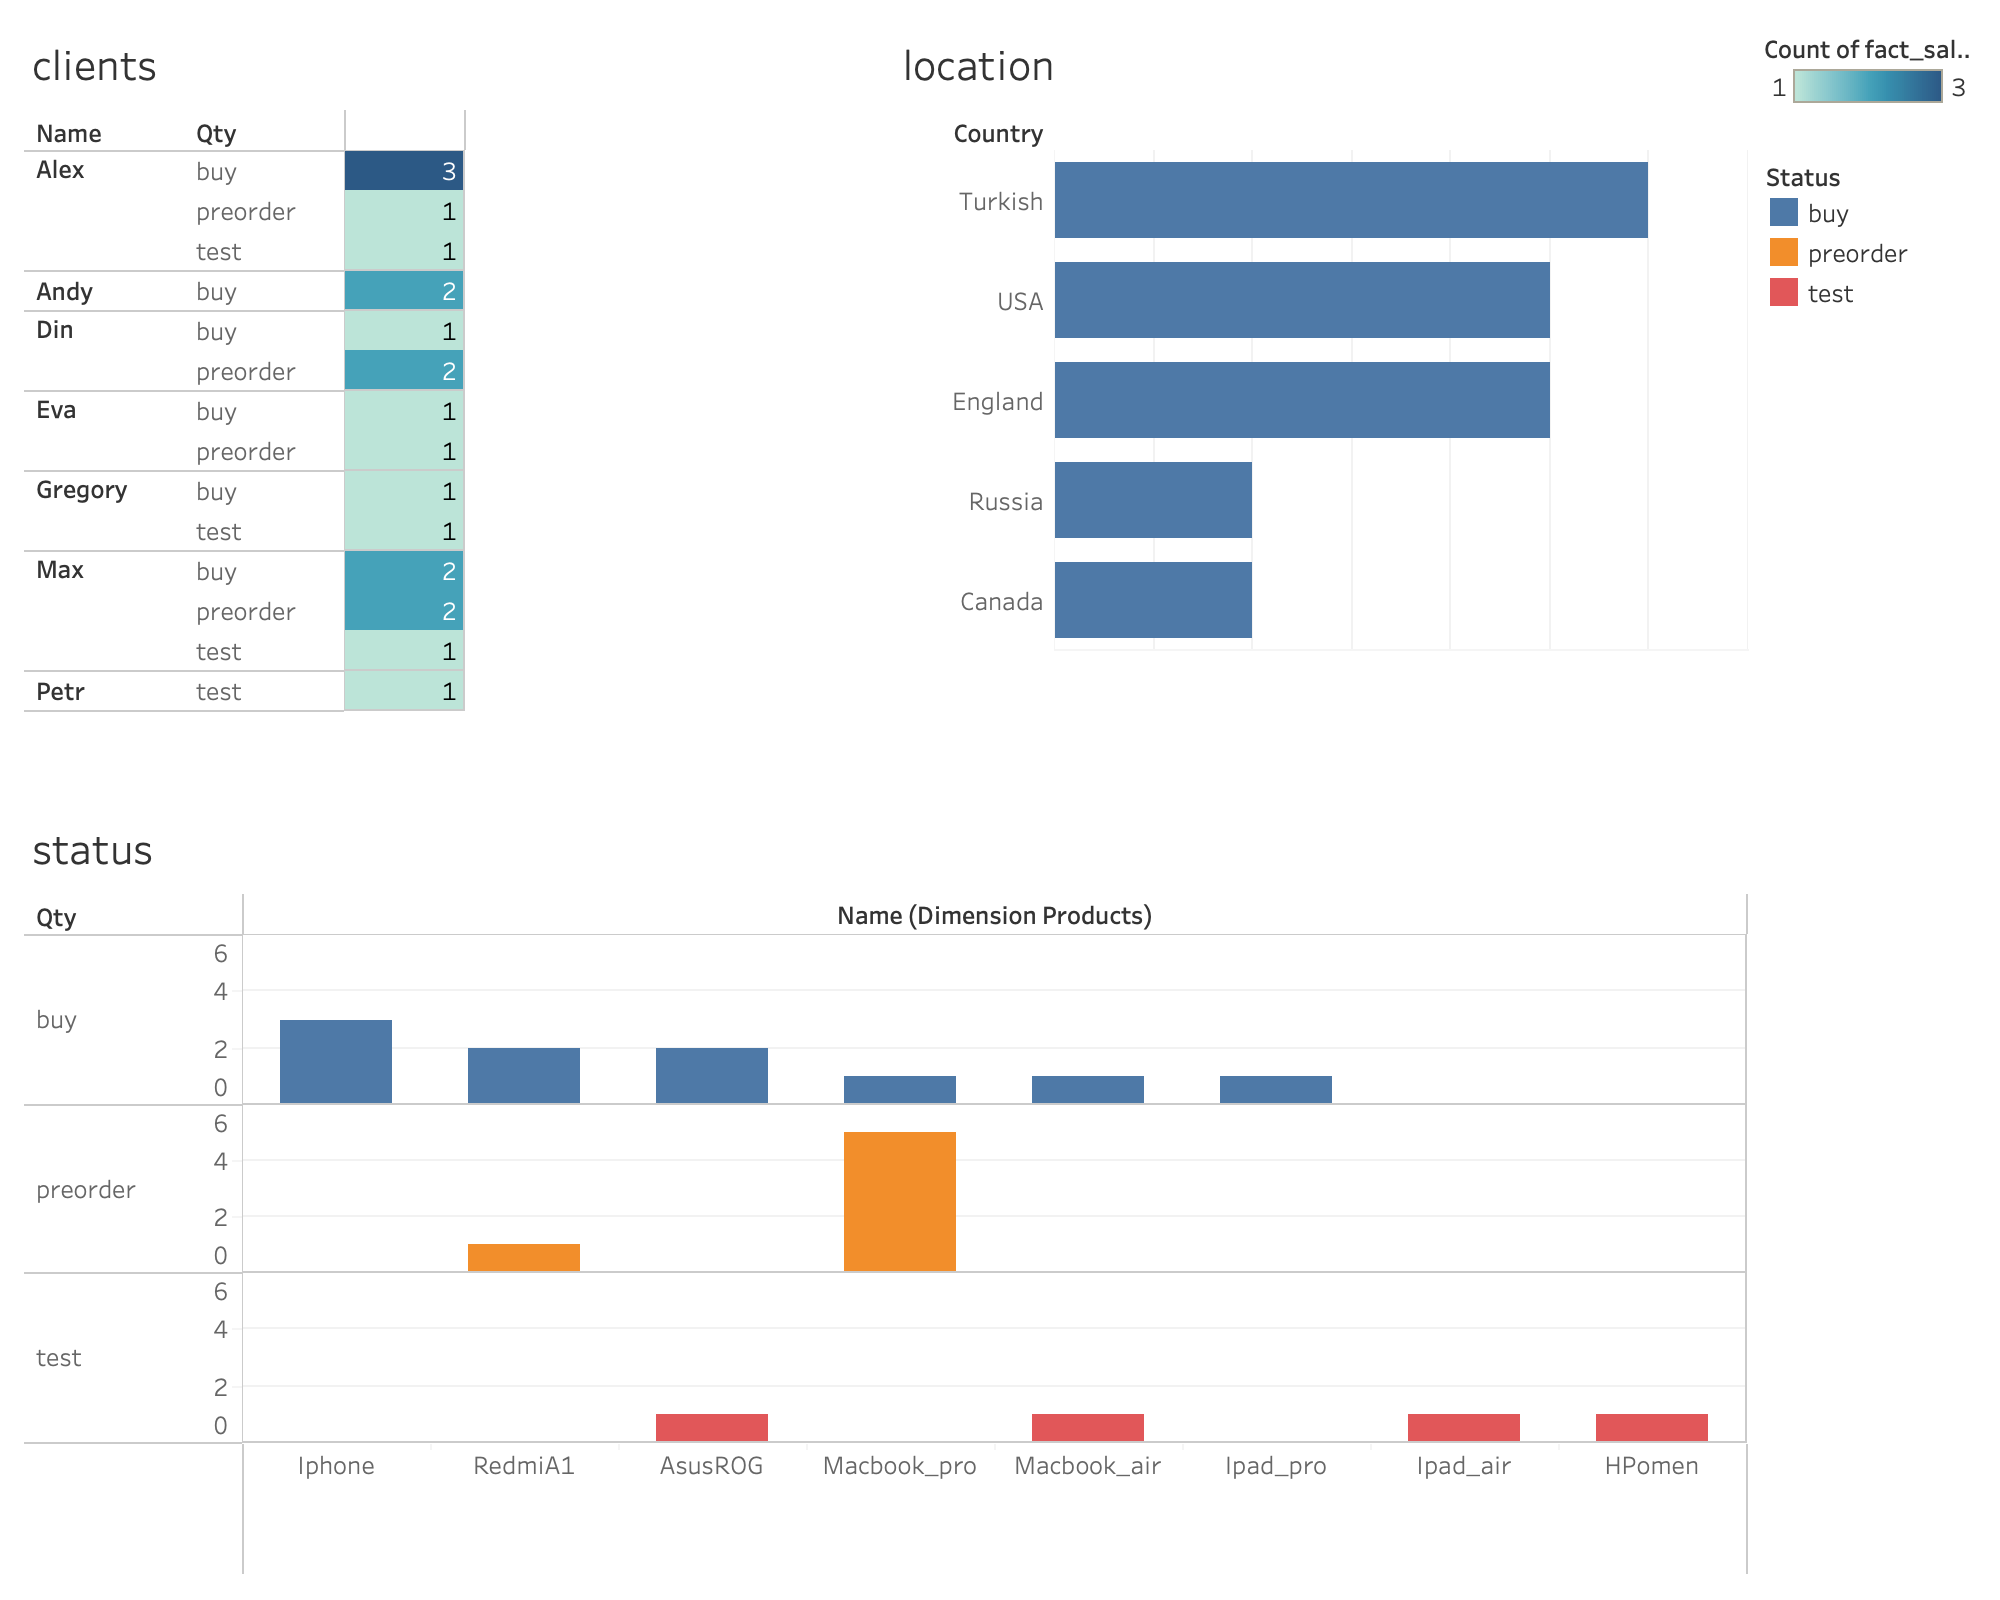 clients
Name Qty
Alex buy 3
preorder 1
test 1
Andy buy 2
Din buy 1
preorder 2
Eva buy 1
preorder 1
Gregory buy 1
test 1
Max buy 2
preorder 2
test 1
Petr test 1
location
Country
Turkish
USA
England
Russia
Canada
Count of fact_sal..
1 3
Status
buy
preorder
test
status
Qty Name (Dimension Products)
buy
6
4
2
0
preorder
6
4
2
0
test
6
4
2
0
Iphone RedmiA1 AsusROG Macbook_pro Macbook_air Ipad_pro Ipad_air HPomen